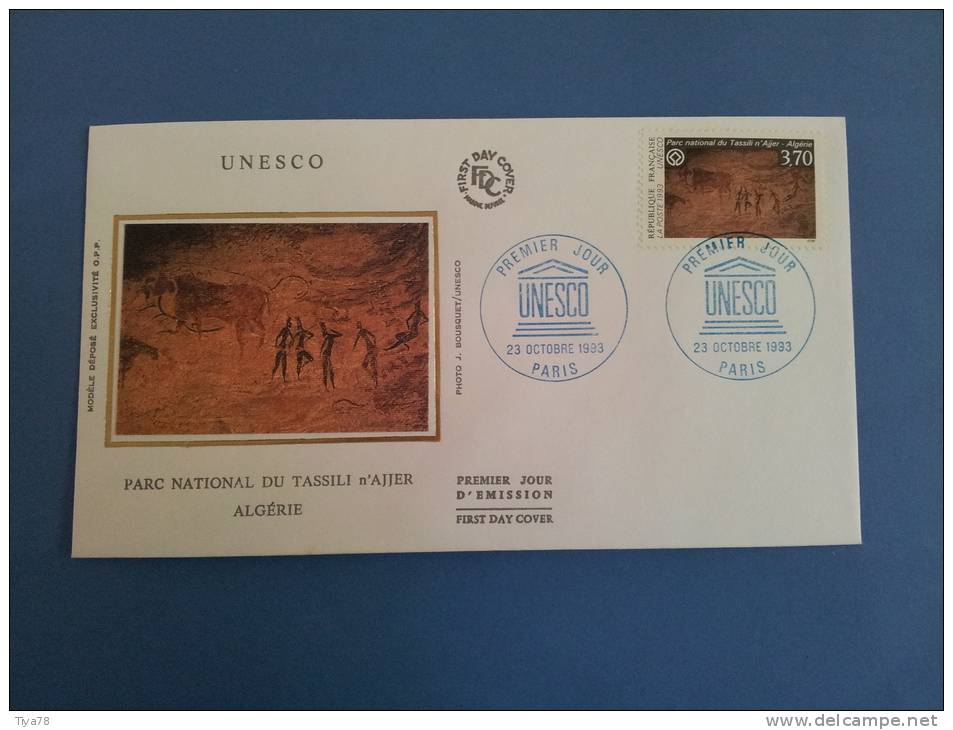 UNESCO
MODÈLE DÉPOSÉ EXCLUSIVITÉ O.P.P.
PHOTO J. BOUSQUET/UNESCO
PARC NATIONAL DU TASSILI n'AJJER
ALGÉRIE
FIRST DAY COVER
FDC
PREMIER JOUR
D'EMISSION
FIRST DAY COVER
Parc national du Tassili n'Ajjer - Algérie
3,70
RÉPUBLIQUE FRANÇAISE
LA POSTE 1993 UNESCO
PREMIER JOUR
UNESCO
23 OCTOBRE 1993
PARIS
PREMIER JOUR
UNESCO
23 OCTOBRE 1993
PARIS
Tiya78
www.delcampe.net